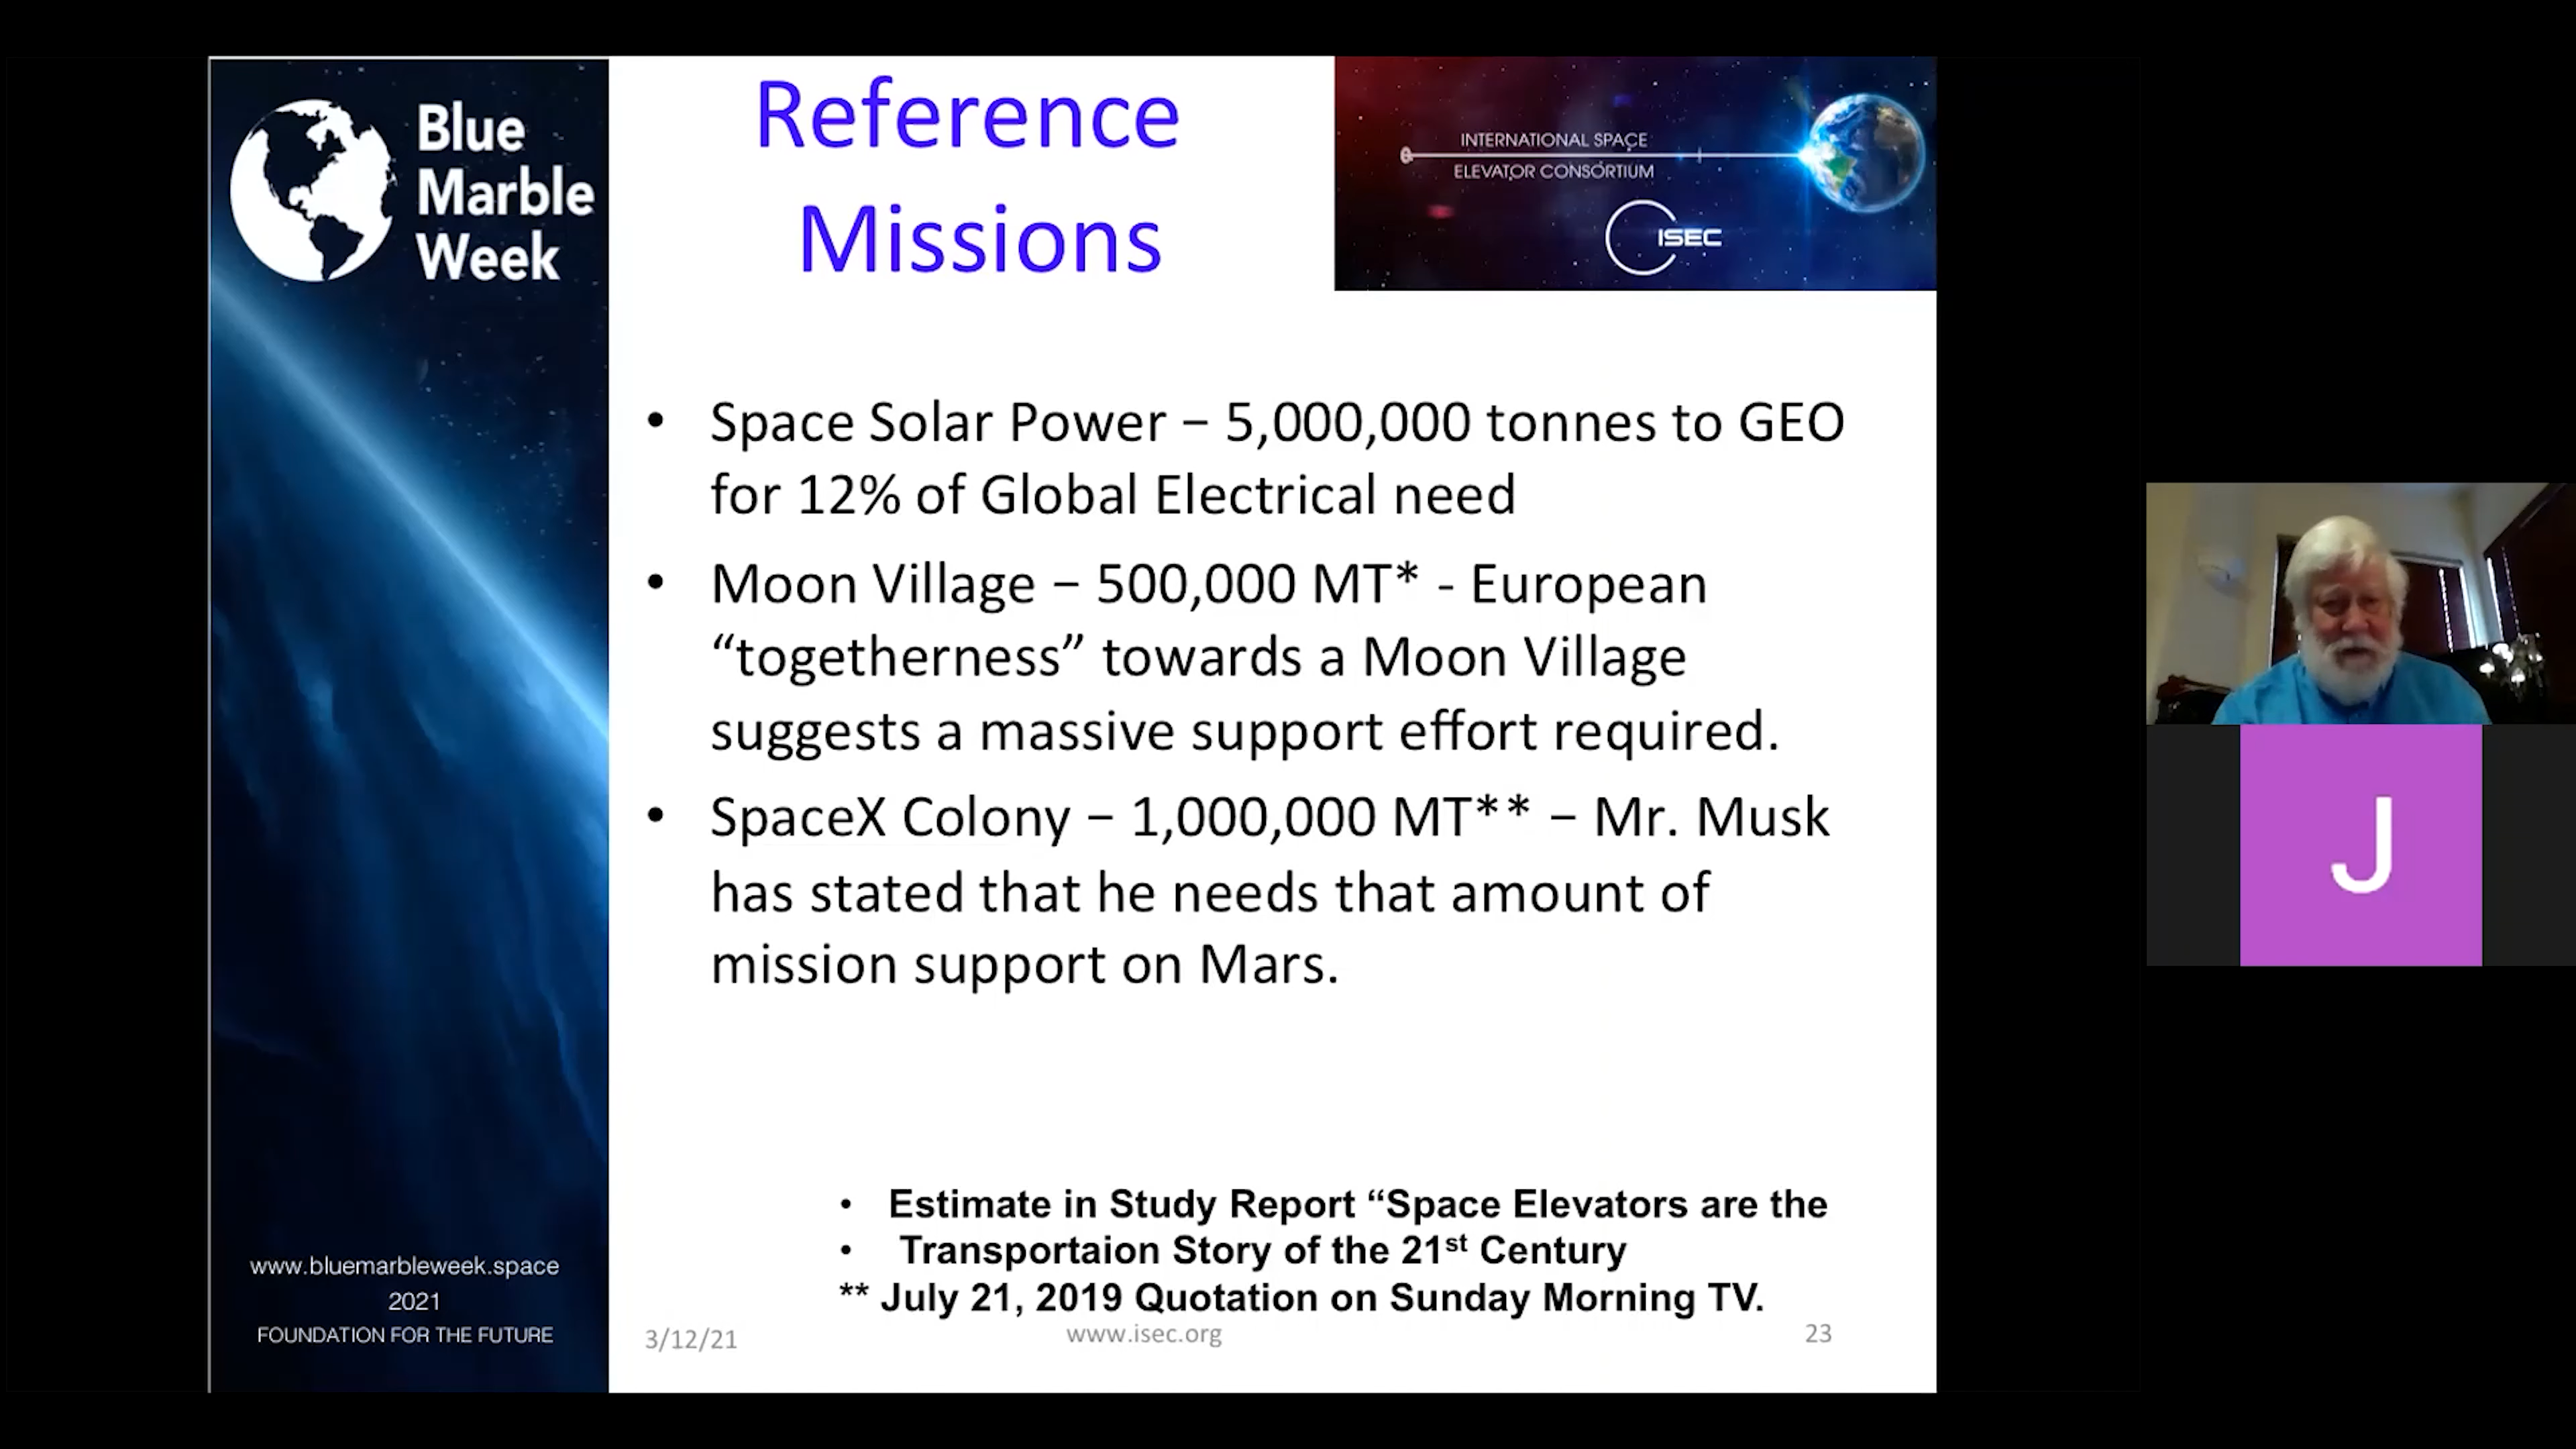 Blue
Marble
Week
Reference
Missions
INTERNATIONAL SPACE
ELEVATOR CONSORTIUM
ISEC
• Space Solar Power – 5,000,000 tonnes to GEO
for 12% of Global Electrical need
• Moon Village – 500,000 MT* - European
“togetherness” towards a Moon Village
suggests a massive support effort required.
• SpaceX Colony – 1,000,000 MT** – Mr. Musk
has stated that he needs that amount of
mission support on Mars.
• Estimate in Study Report “Space Elevators are the
• Transportaion Story of the 21st Century
** July 21, 2019 Quotation on Sunday Morning TV.
www.bluemarbleweek.space
2021
FOUNDATION FOR THE FUTURE
3/12/21
www.isec.org
23
J